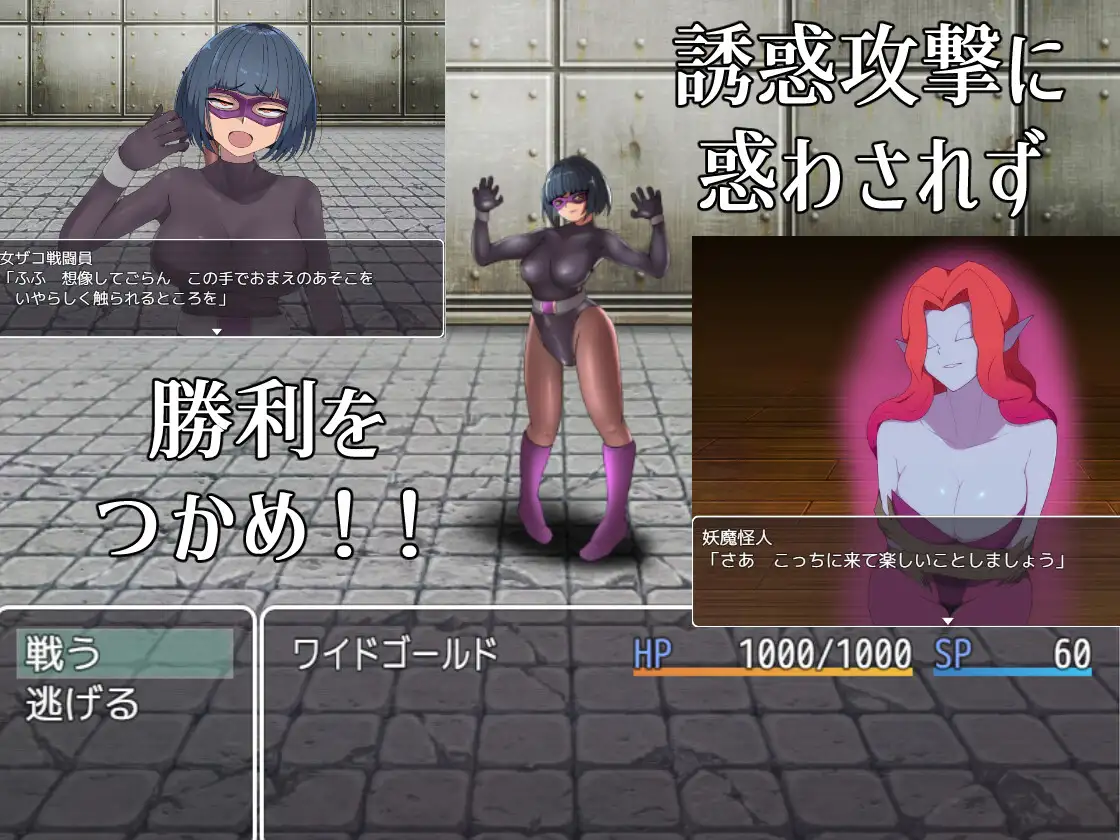 誘惑攻撃に
惑わされず
女ザコ戦闘員
「ふふ　想像してごらん　この手でおまえのあそこを
いやらしく触られるところを」
勝利を
つかめ！！
妖魔怪人
「さあ　こっちに来て楽しいことしましょう」
戦う
逃げる
ワイドゴールド HP 1000/1000 SP 60